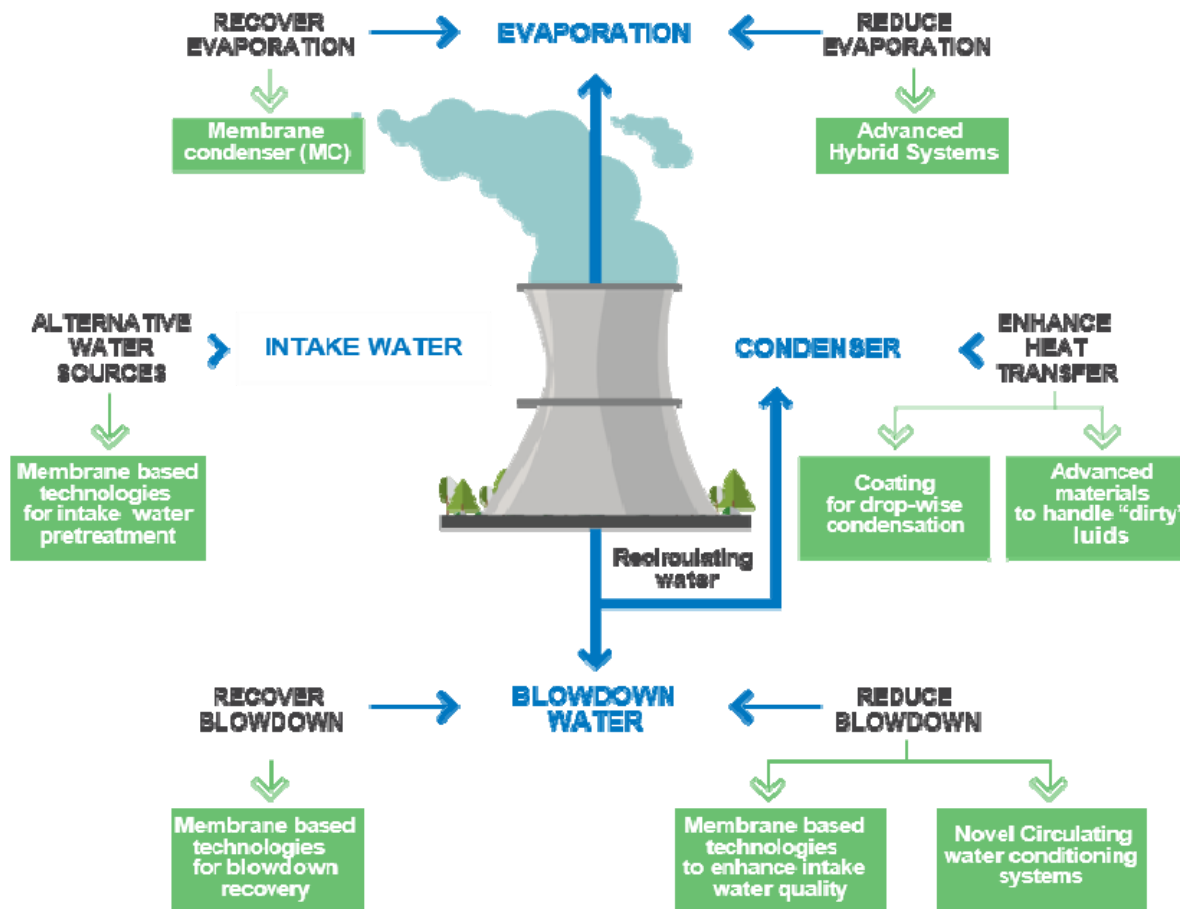 RECOVER
EVAPORATION
EVAPORATION
REDUCE
EVAPORATION
Membrane
condenser (MC)
Advanced
Hybrid Systems
ALTERNATIVE
WATER
SOURCES
INTAKE WATER
CONDENSER
ENHANCE
HEAT
TRANSFER
Membrane based
technologies
for intake water
pretreatment
Coating
for drop-wise
condensation
Advanced
materials
to handle “dirty”
luids
Recirculating
water
RECOVER
BLOWDOWN
BLOWDOWN
WATER
REDUCE
BLOWDOWN
Membrane based
technologies
for blowdown
recovery
Membrane based
technologies
to enhance intake
water quality
Novel Circulating
water conditioning
systems